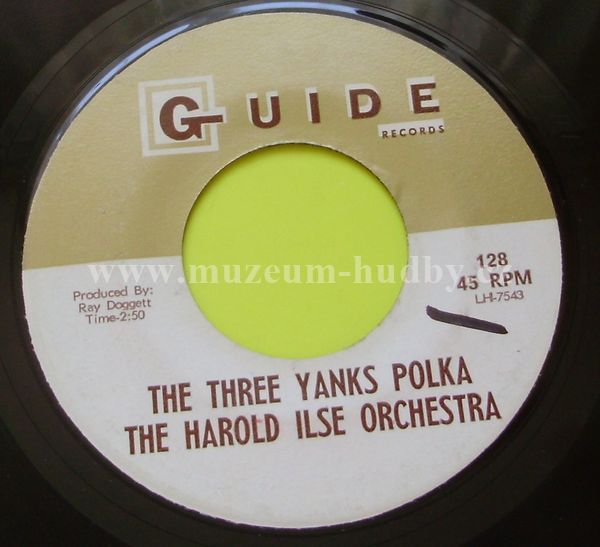 GUIDE
RECORDS
128
45 RPM
LH-7543
www.muzeum-hudby.cz
Produced By:
Ray Doggett
Time-2:50
THE THREE YANKS POLKA
THE HAROLD ILSE ORCHESTRA